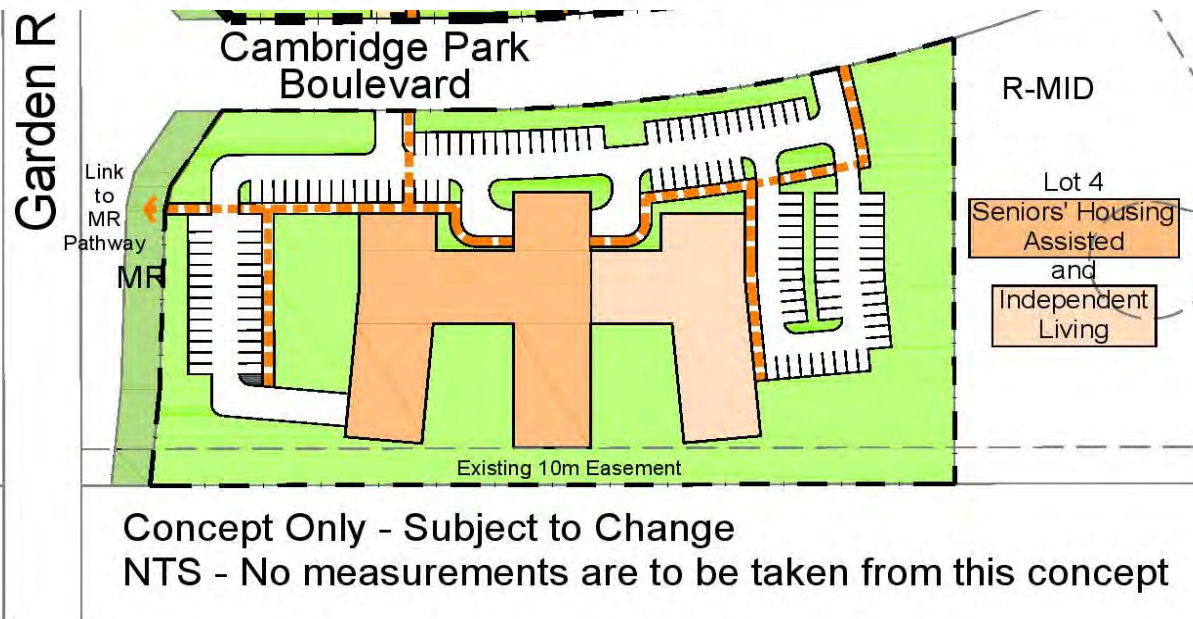 Garden R
Cambridge Park
Boulevard
R-MID
Link
to
MR
Pathway
MR
Lot 4
Seniors' Housing
Assisted
and
Independent
Living
Existing 10m Easement
Concept Only - Subject to Change
NTS - No measurements are to be taken from this concept